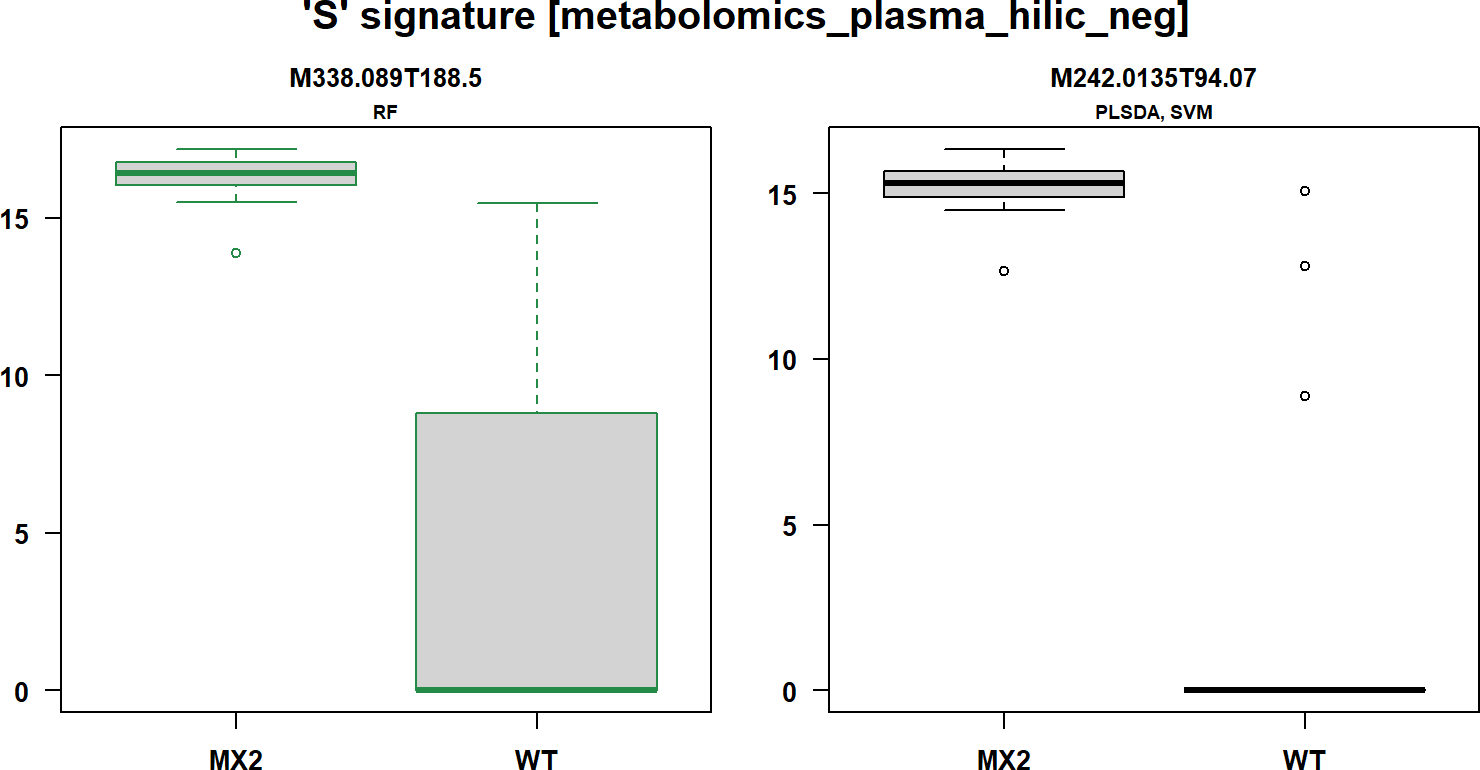 'S' signature [metabolomics_plasma_hilic_neg]
M338.089T188.5
RF
15
10
5
0
MX2
WT
M242.0135T94.07
PLSDA, SVM
15
10
5
0
MX2
WT